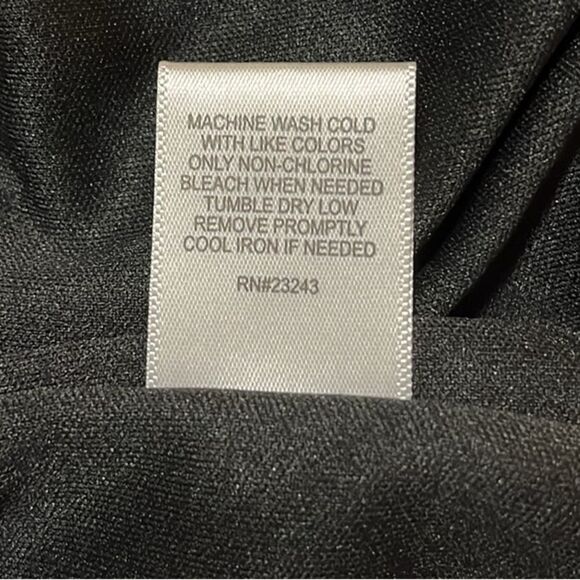 MACHINE WASH COLD
WITH LIKE COLORS
ONLY NON-CHLORINE
BLEACH WHEN NEEDED
TUMBLE DRY LOW
REMOVE PROMPTLY
COOL IRON IF NEEDED
RN#23243